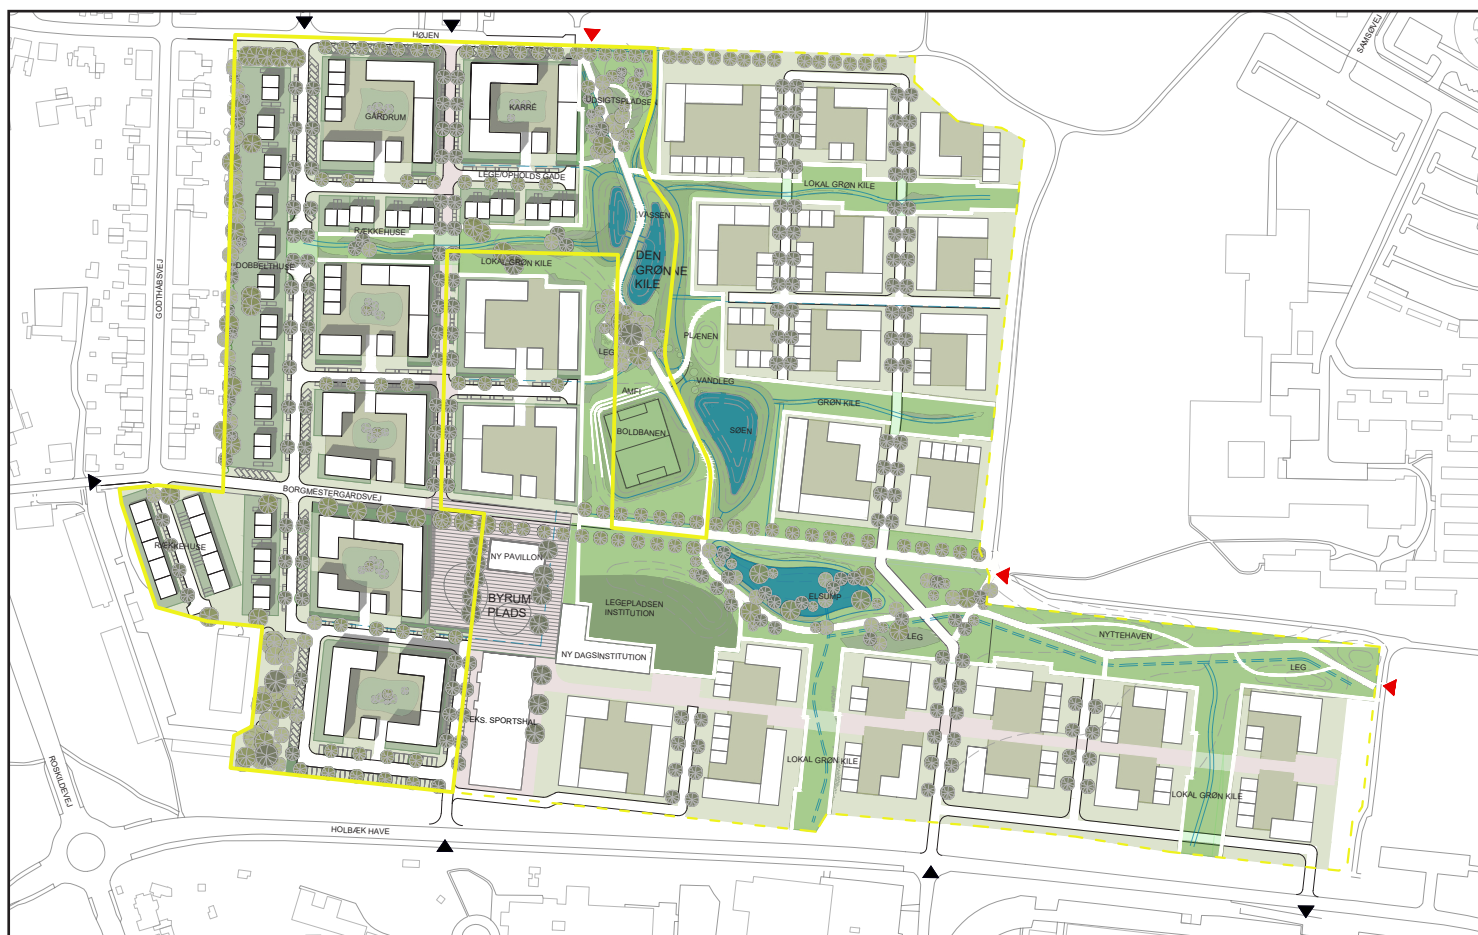 HØJEN
SAMSØVEJ
UDSIGTSPLADSE
KARRÉ
GÅRDRUM
LEGE/OPHOLDS GADE
LOKAL GRØN KILE
VASSEN
RÆKKEHUSE
GODTHÅBSVEJ
DOBBELTHUSE
LOKAL GRØN KILE
DEN
GRØNNE
KILE
PLÆNEN
LEG
VANDLEG
AMFI
GRØN KILE
BOLDBANEN
SØEN
BORGMESTERGÅRDSVEJ
RÆKKEHUSE
NY PAVILLON
BYRUM
PLADS
LEGEPLADSEN
INSTITUTION
ELSUMP
LEG
NYTTEHAVEN
NY DAGSINSTITUTION
LEG
EKS. SPORTSHAL
LOKAL GRØN KILE
ROSKILDEVEJ
LOKAL GRØN KILE
HOLBÆK HAVE